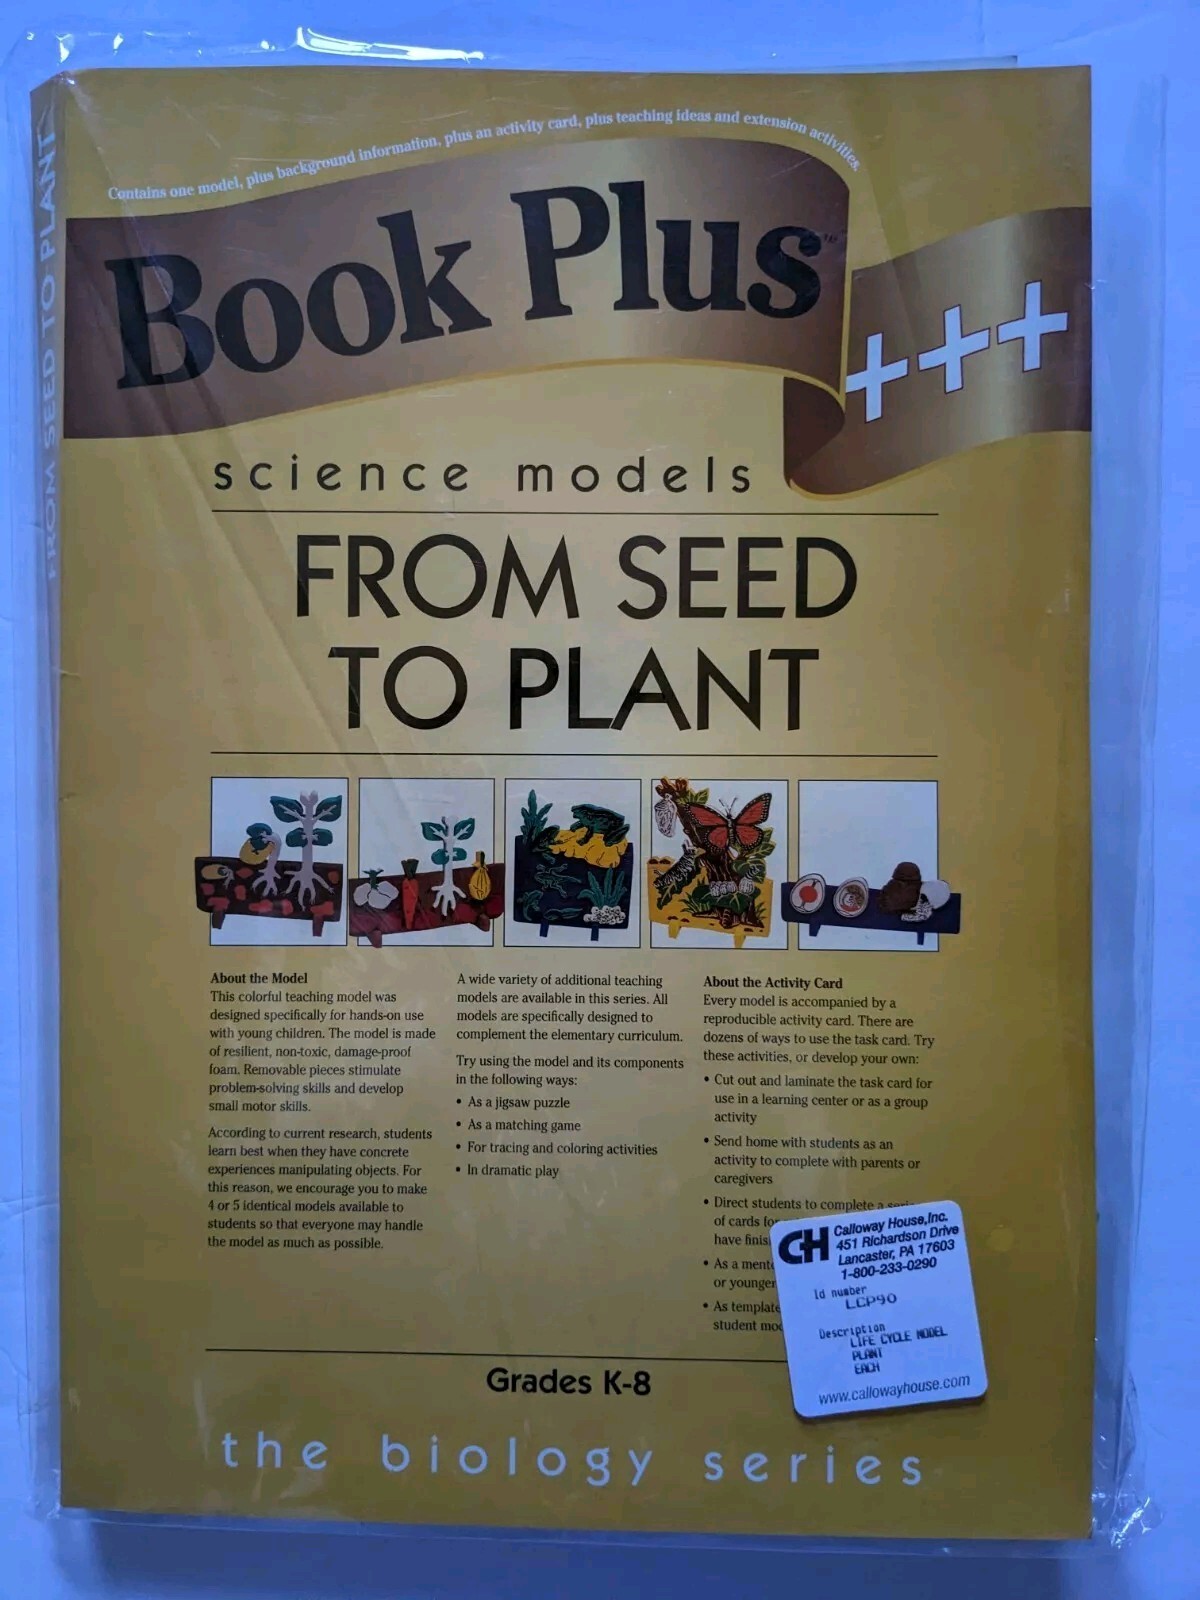 FROM SEED TO PLANT
Contains one model, plus background information, plus an activity card, plus teaching ideas and extension activities.
Book Plus™
+++
science models
FROM SEED
TO PLANT
About the Model
This colorful teaching model was
designed specifically for hands-on use
with young children. The model is made
of resilient, non-toxic, damage-proof
foam. Removable pieces stimulate
problem-solving skills and develop
small motor skills.
According to current research, students
learn best when they have concrete
experiences manipulating objects. For
this reason, we encourage you to make
4 or 5 identical models available to
students so that everyone may handle
the model as much as possible.
A wide variety of additional teaching
models are available in this series. All
models are specifically designed to
complement the elementary curriculum.
Try using the model and its components
in the following ways:
• As a jigsaw puzzle
• As a matching game
• For tracing and coloring activities
• In dramatic play
About the Activity Card
Every model is accompanied by a
reproducible activity card. There are
dozens of ways to use the task card. Try
these activities, or develop your own:
• Cut out and laminate the task card for
use in a learning center or as a group
activity
• Send home with students as an
activity to complete with parents or
caregivers
• Direct students to complete a
of cards
have
• As a
or younger
• As
student
CH
Calloway House, Inc.
451 Richardson Drive
Lancaster, PA 17603
1-800-233-0290
Id number
LCP90
Description
LIFE CYCLE MODEL
PLANT
EACH
www.callowayhouse.com
Grades K-8
the biology series